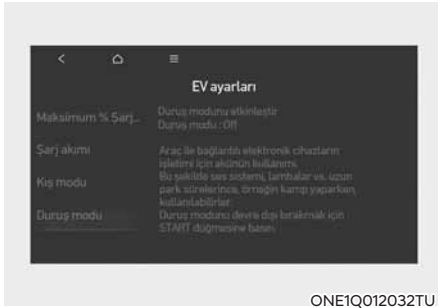 EV ayarları
Maksimum % Şarj...
Şarj akımı
Kış modu
Duruş modu
Duruş modunu etkinleştir
Duruş modu : Off
Araç ile bağlantılı elektronik cihazların
işletimi için akünün kullanımı.
Bu şekilde ses sistemi, lambalar vs. uzun
park sürelerince, örneğin kamp yaparken,
kullanılabilirler.
Duruş modunu devre dışı bırakmak için
START düğmesine basın.
ONE1Q012032TU